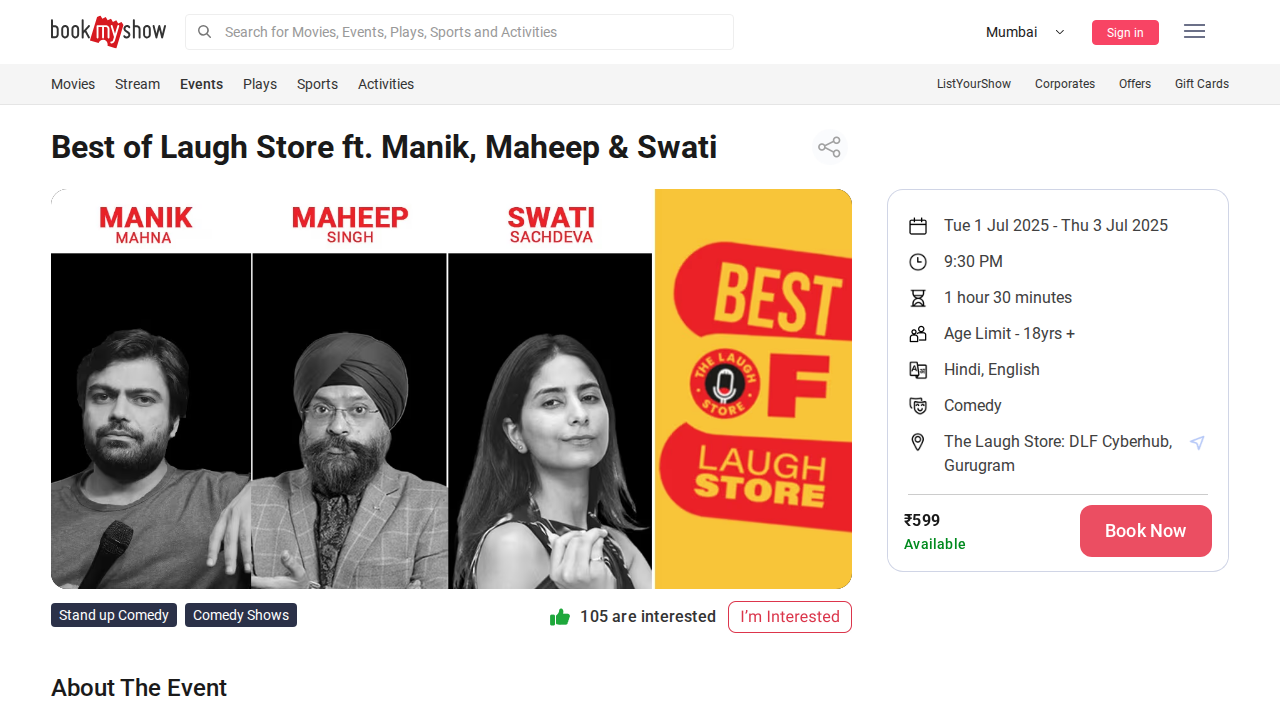 bookmyshow
Search for Movies, Events, Plays, Sports and Activities
Mumbai
Sign in
Movies
Stream
Events
Plays
Sports
Activities
ListYourShow
Corporates
Offers
Gift Cards
Best of Laugh Store ft. Manik, Maheep & Swati
MANIK
MAHNA
MAHEEP
SINGH
SWATI
SACHDEVA
BEST
THE LAUGH
STORE
OF
LAUGH
STORE
Tue 1 Jul 2025 - Thu 3 Jul 2025
9:30 PM
1 hour 30 minutes
Age Limit - 18yrs +
Hindi, English
Comedy
The Laugh Store: DLF Cyberhub,
Gurugram
₹599
Available
Book Now
Stand up Comedy
Comedy Shows
105 are interested
I’m Interested
About The Event